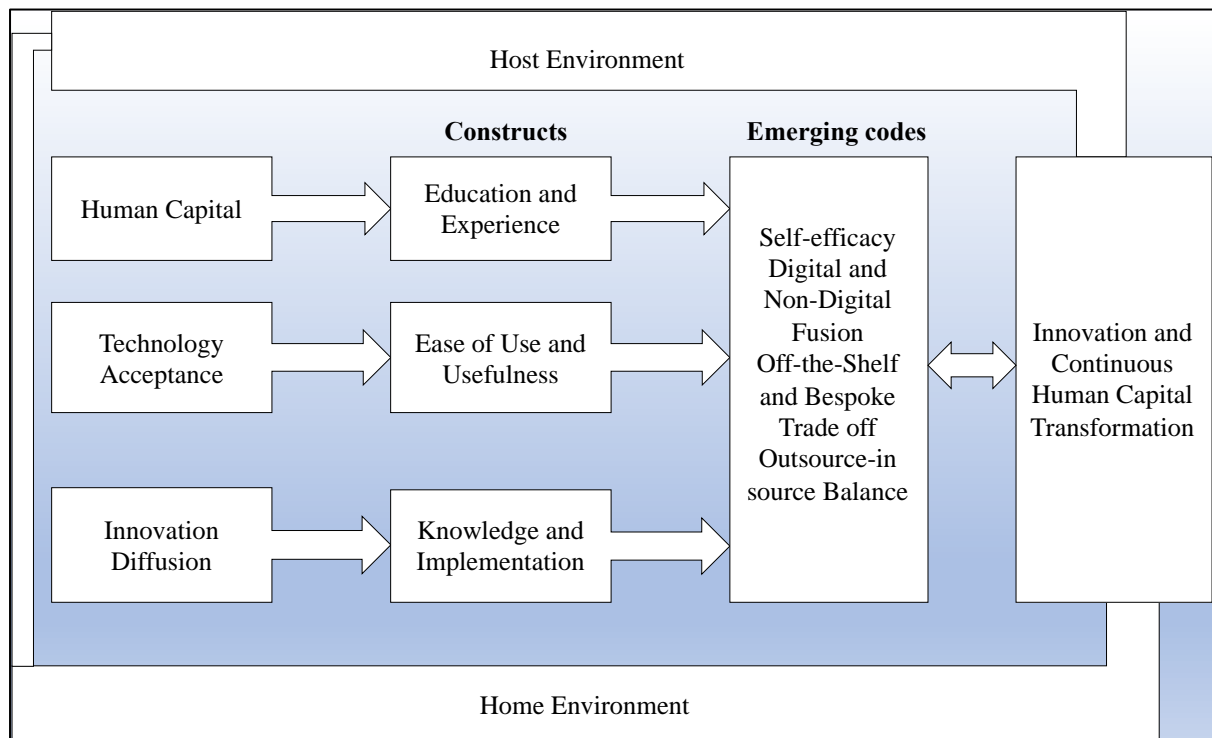 Host Environment
Constructs
Emerging codes
Human Capital
Education and
Experience
Technology
Acceptance
Ease of Use and
Usefulness
Innovation
Diffusion
Knowledge and
Implementation
Self-efficacy
Digital and
Non-Digital
Fusion
Off-the-Shelf
and Bespoke
Trade off
Outsource-in
source Balance
Innovation and
Continuous
Human Capital
Transformation
Home Environment